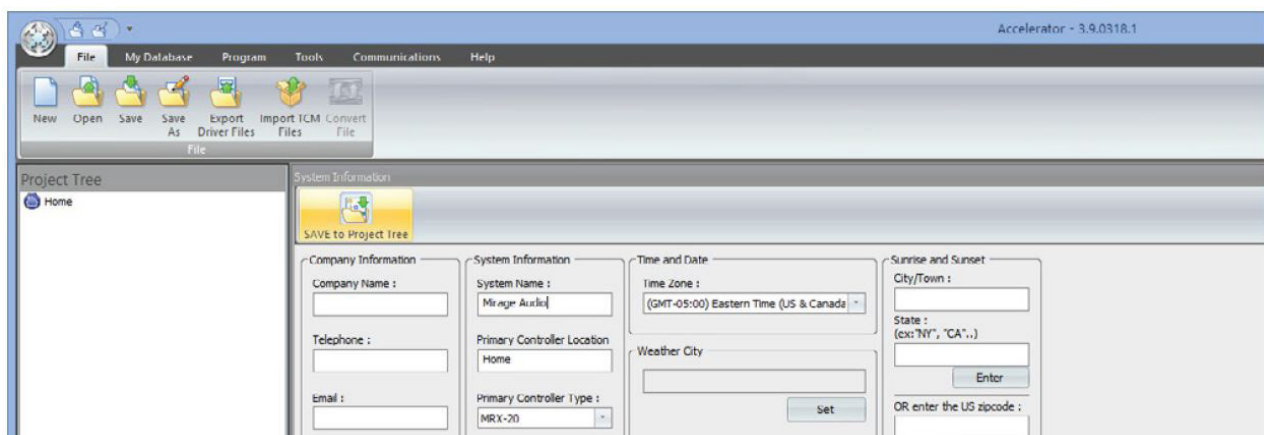 Accelerator - 3.9.0318.1
File My Database Program Tools Communications Help
New Open Save Save As Export Driver Files Import TCM Files Convert File
File
Project Tree
Home
System Information
SAVE to Project Tree
Company Information
Company Name :
Telephone :
Email :
System Information
System Name :
Mirage Audio
Primary Controller Location
Home
Primary Controller Type :
MRX-20
Time and Date
Time Zone :
(GMT-05:00) Eastern Time (US & Canada
Weather City
Set
Sunrise and Sunset
City/Town :
State :
(ex:"NY", "CA"..)
Enter
OR enter the US zipcode :